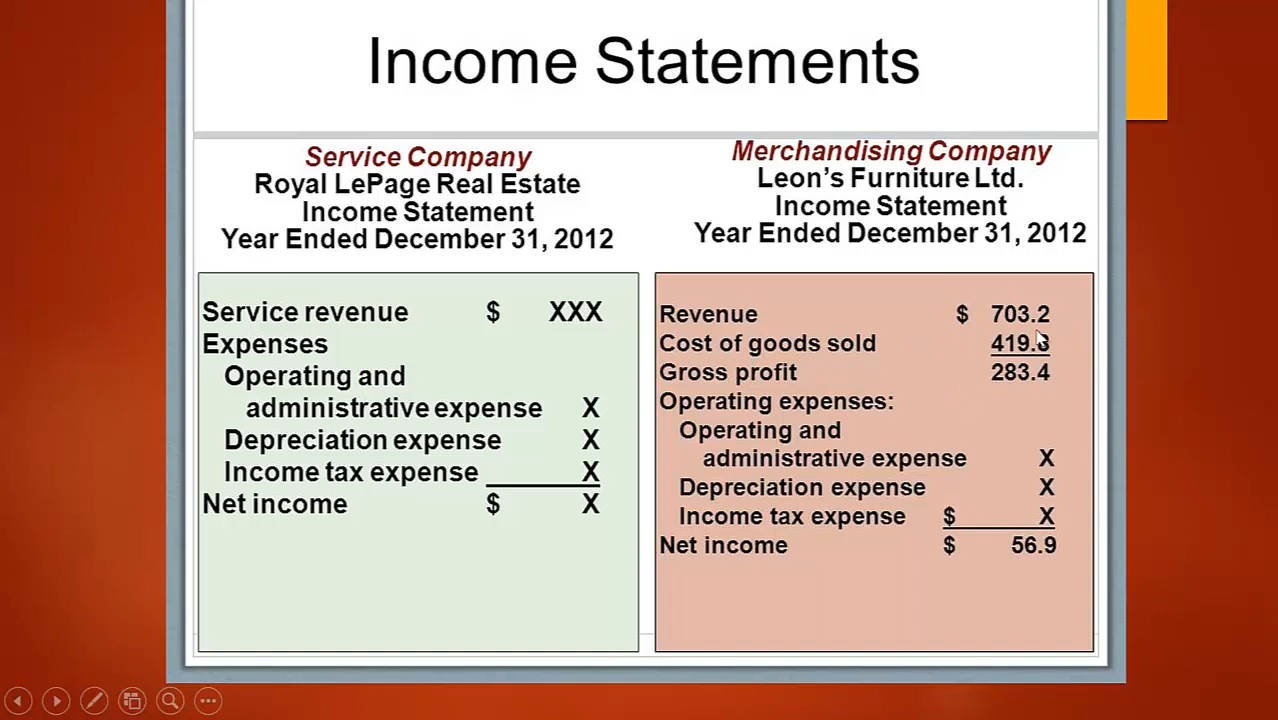 Income Statements
Service Company
Royal LePage Real Estate
Income Statement
Year Ended December 31, 2012
Service revenue $ XXX
Expenses
Operating and
administrative expense X
Depreciation expense X
Income tax expense X
Net income $ X
Merchandising Company
Leon’s Furniture Ltd.
Income Statement
Year Ended December 31, 2012
Revenue $ 703.2
Cost of goods sold 419.8
Gross profit 283.4
Operating expenses:
Operating and
administrative expense X
Depreciation expense X
Income tax expense $ X
Net income $ 56.9